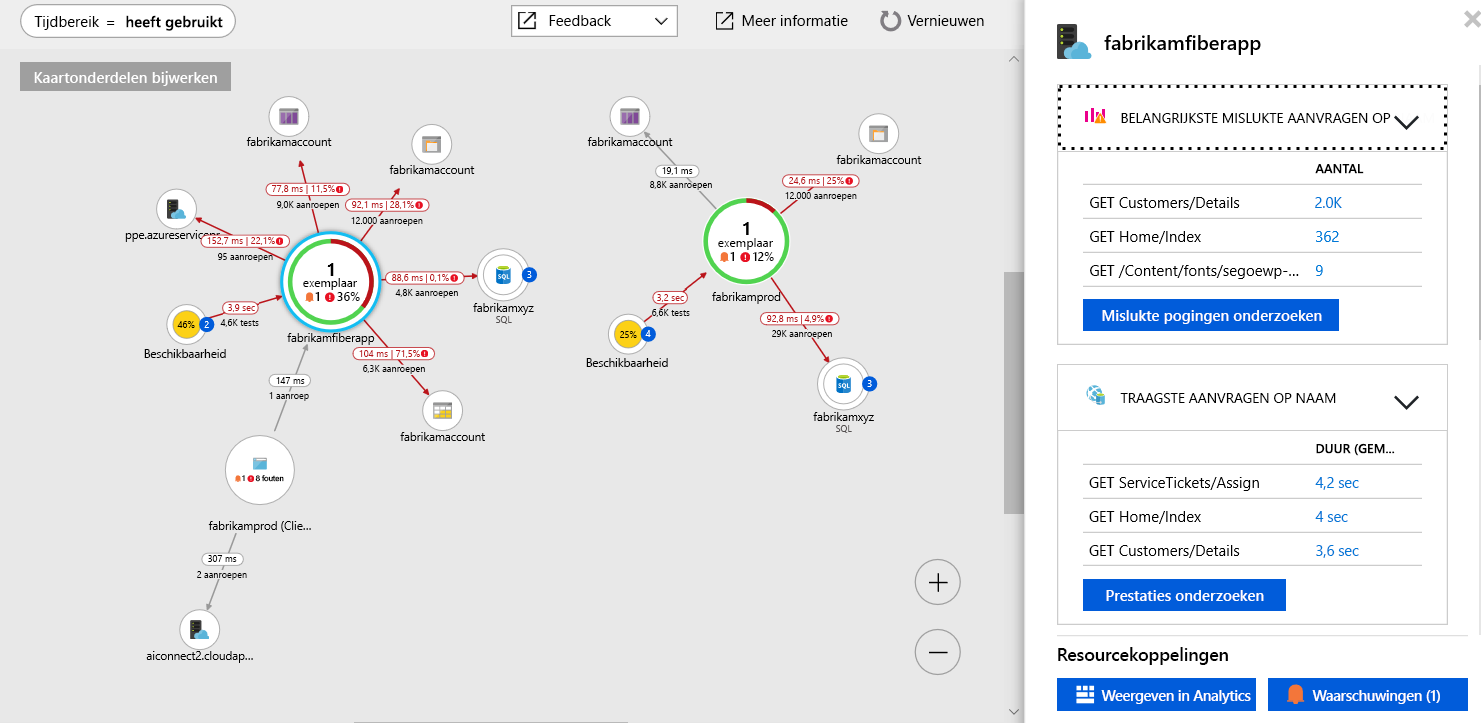 Tijdbereik = heeft gebruikt
Feedback
Meer informatie
Vernieuwen
Kaartonderdelen bijwerken
fabrikamaccount
fabrikamaccount
77,8 ms | 11,5%
9,0K aanroepen
92,1 ms | 28,1%
12.000 aanroepen
ppe.azureservicepr
152,7 ms | 22,1%
95 aanroepen
1
exemplaar
1 36%
fabrikamfiberapp
88,6 ms | 0,1%
4,8K aanroepen
SQL
3
fabrikamxyz
SQL
3,9 sec
4,6K tests
46%
2
Beschikbaarheid
104 ms | 71,5%
6,3K aanroepen
fabrikamaccount
147 ms
1 aanroep
1 8 fouten
fabrikamprod (Clie...
307 ms
2 aanroepen
aiconnect2.cloudap...
fabrikamaccount
fabrikamaccount
19,1 ms
8,8K aanroepen
24,6 ms | 25%
12.000 aanroepen
1
exemplaar
1 12%
fabrikamprod
3,2 sec
6,6K tests
25%
4
Beschikbaarheid
92,8 ms | 4,9%
29K aanroepen
SQL
3
fabrikamxyz
SQL
fabrikamfiberapp
BELANGRIJKSTE MISLUKTE AANVRAGEN OP
AANTAL
GET Customers/Details 2.0K
GET Home/Index 362
GET /Content/fonts/segoewp-... 9
Mislukte pogingen onderzoeken
TRAAGSTE AANVRAGEN OP NAAM
DUUR (GEM...
GET ServiceTickets/Assign 4,2 sec
GET Home/Index 4 sec
GET Customers/Details 3,6 sec
Prestaties onderzoeken
Resourcekoppelingen
Weergeven in Analytics
Waarschuwingen (1)